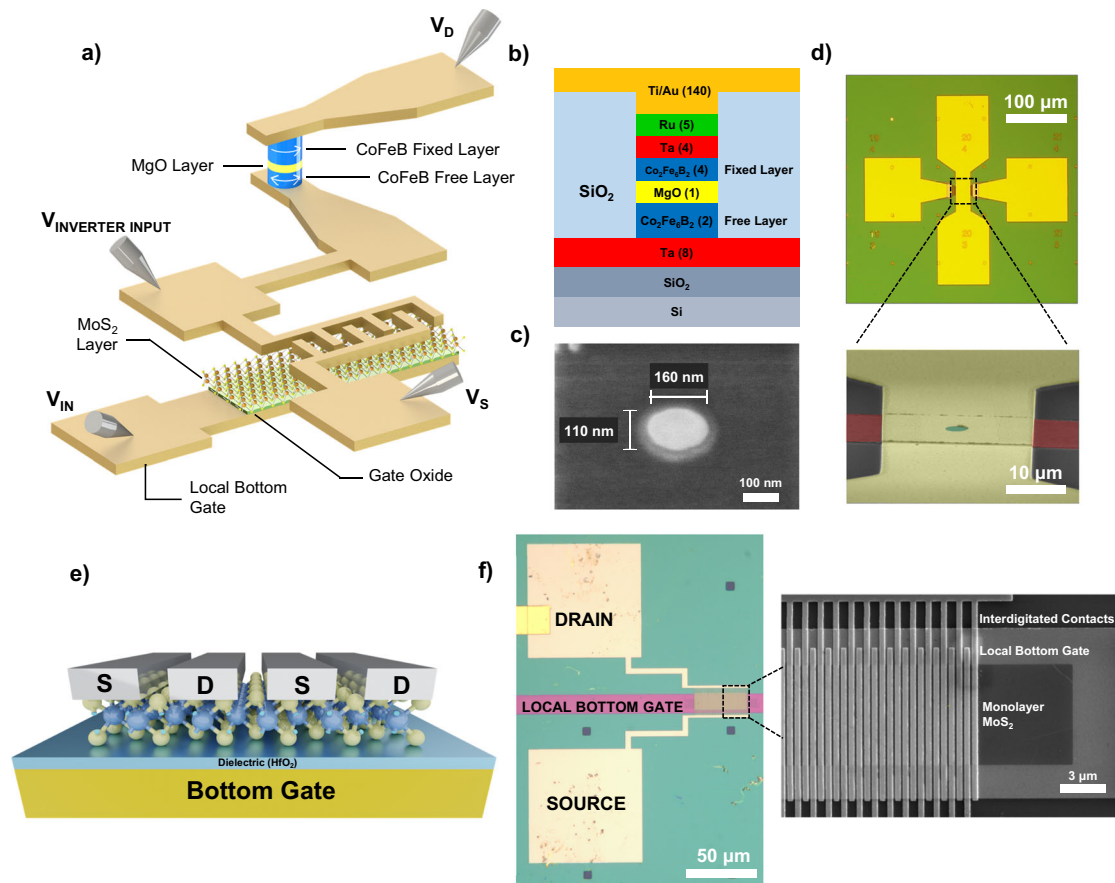 a)
V_D
CoFeB Fixed Layer
MgO Layer
CoFeB Free Layer
V_INVERTER INPUT
MoS₂
Layer
V_IN
V_S
Gate Oxide
Local Bottom
Gate
b)
Ti/Au (140)
Ru (5)
Ta (4)
Co₂Fe₆B₂ (4)
Fixed Layer
MgO (1)
SiO₂
Co₂Fe₆B₂ (2)
Free Layer
Ta (8)
SiO₂
Si
c)
160 nm
110 nm
100 nm
d)
100 µm
10 µm
e)
S
D
S
D
Dielectric (HfO₂)
Bottom Gate
f)
DRAIN
LOCAL BOTTOM GATE
SOURCE
50 µm
Interdigitated Contacts
Local Bottom Gate
Monolayer
MoS₂
3 µm